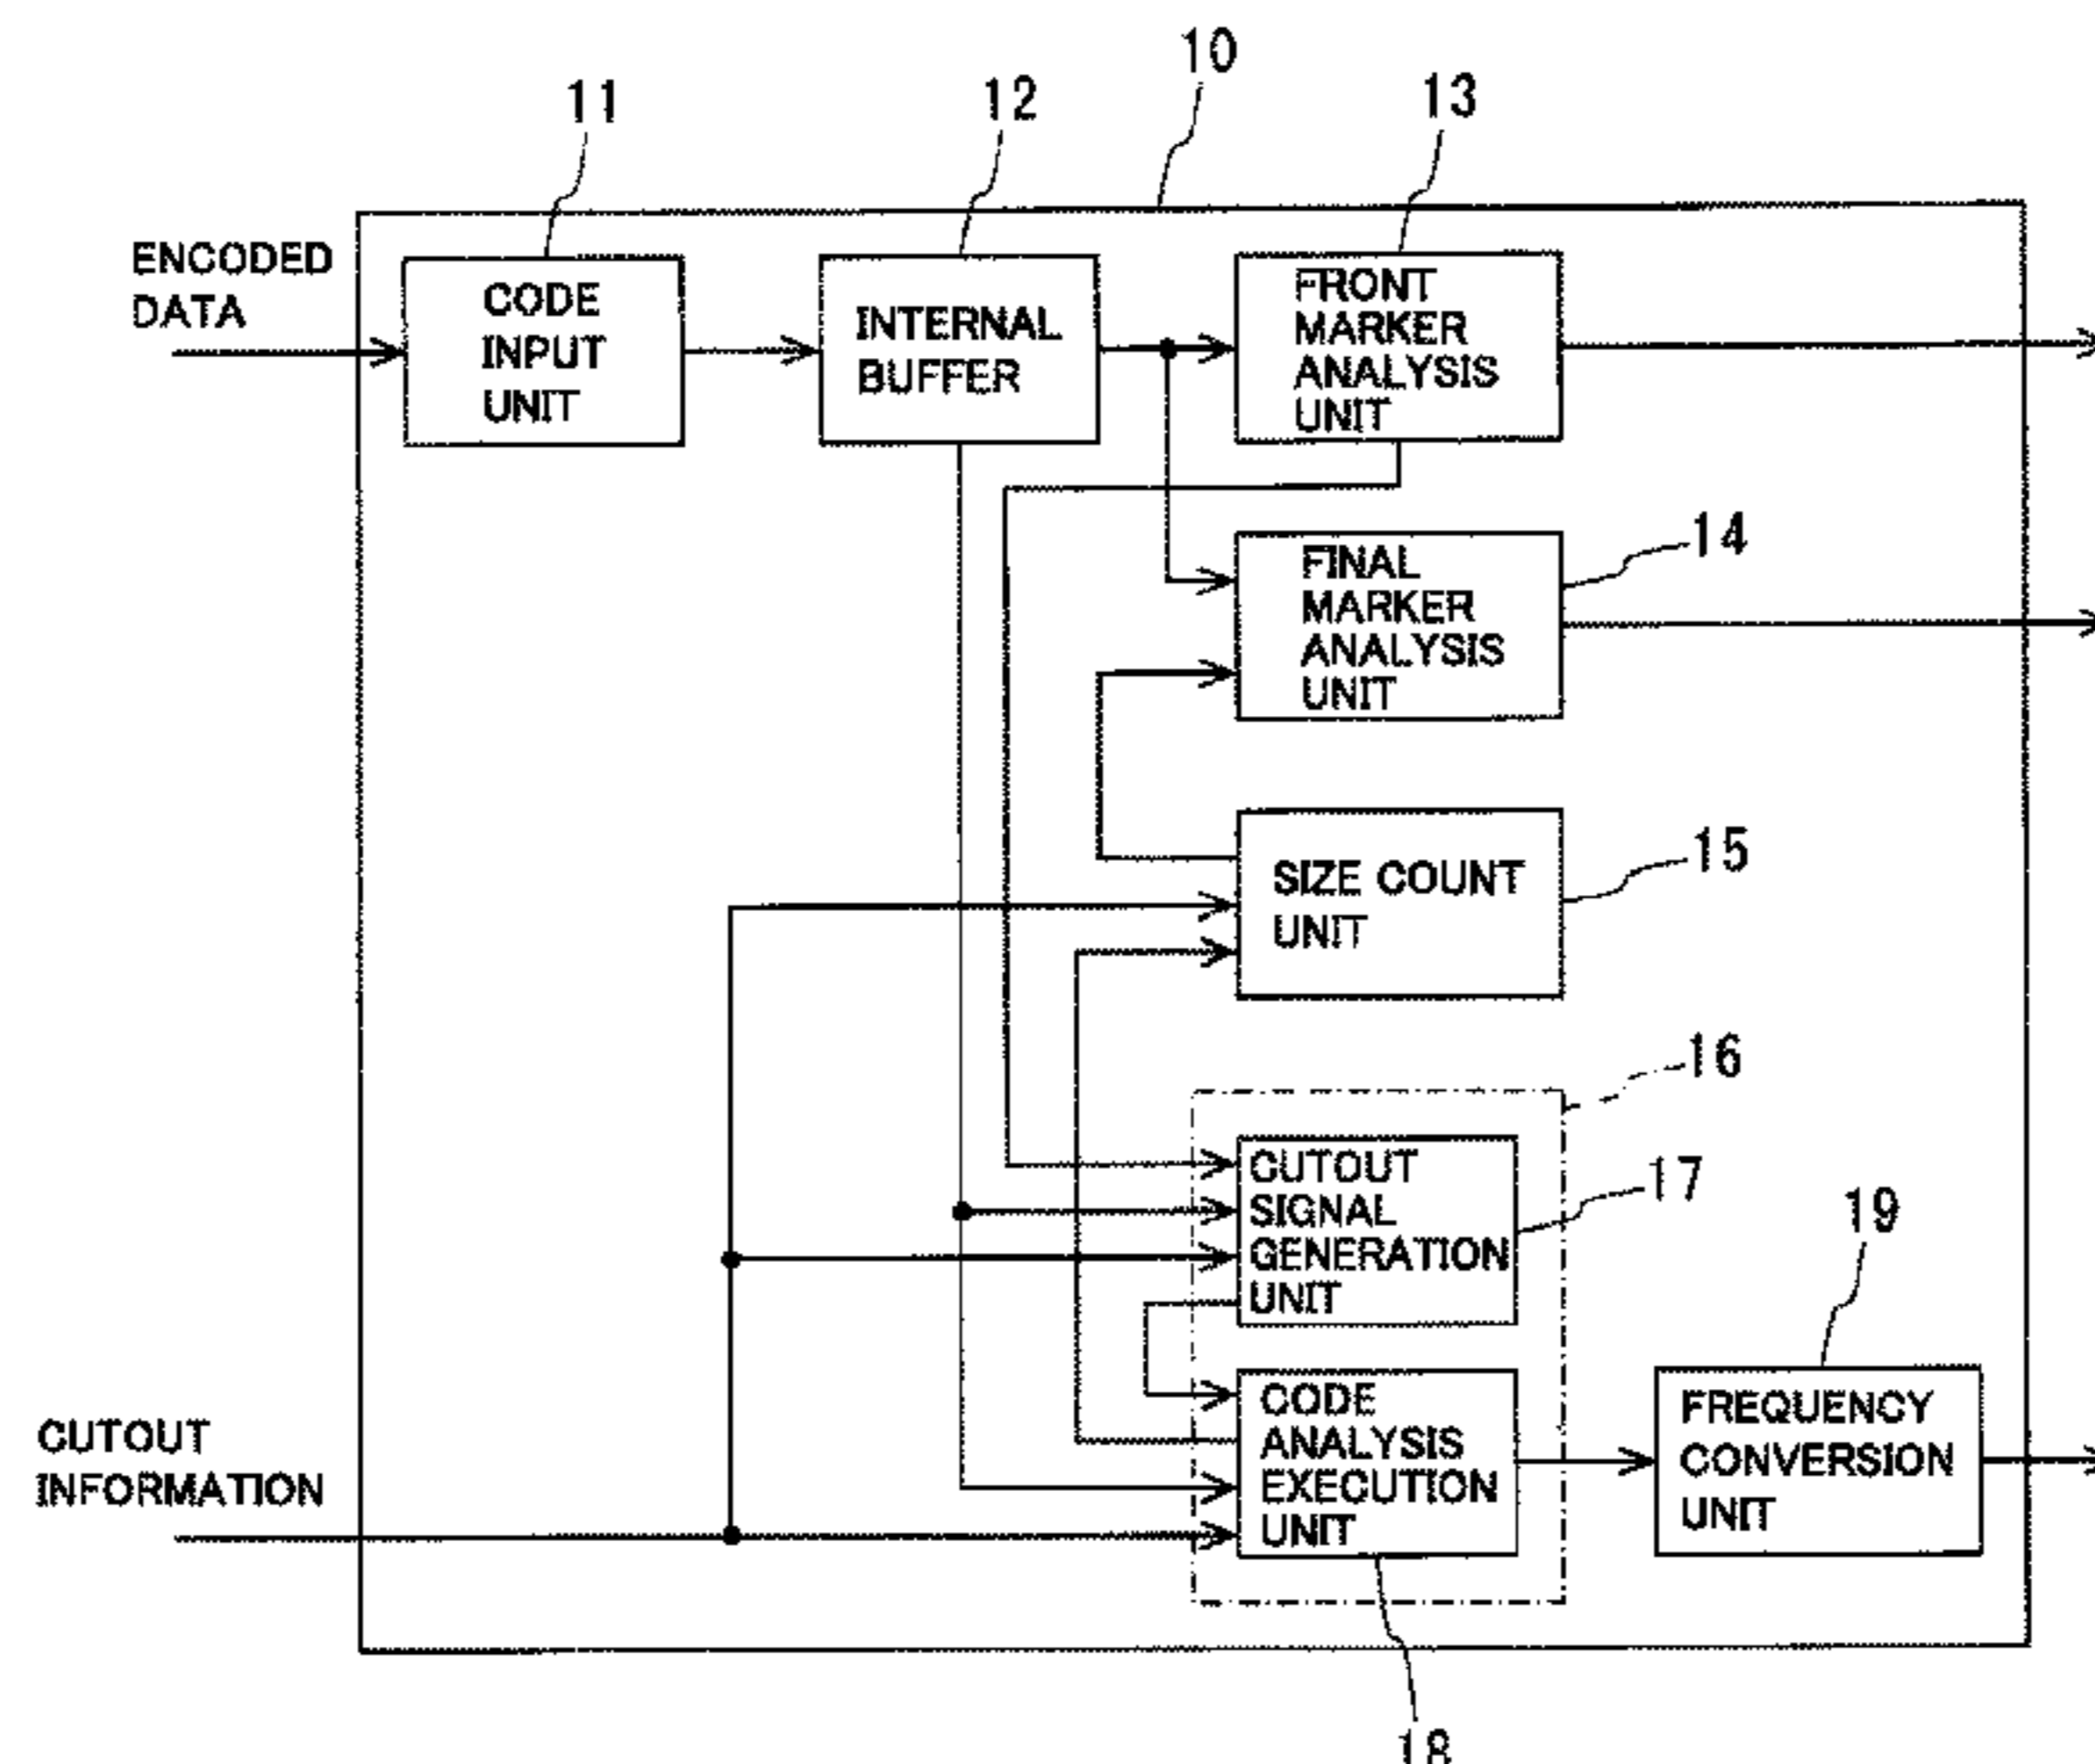 10
11
12
13
ENCODED
DATA
CODE
INPUT
UNIT
INTERNAL
BUFFER
FRONT
MARKER
ANALYSIS
UNIT
14
FINAL
MARKER
ANALYSIS
UNIT
15
SIZE COUNT
UNIT
16
CUTOUT
SIGNAL
GENERATION
UNIT
17
19
CUTOUT
INFORMATION
CODE
ANALYSIS
EXECUTION
UNIT
FREQUENCY
CONVERSION
UNIT
18